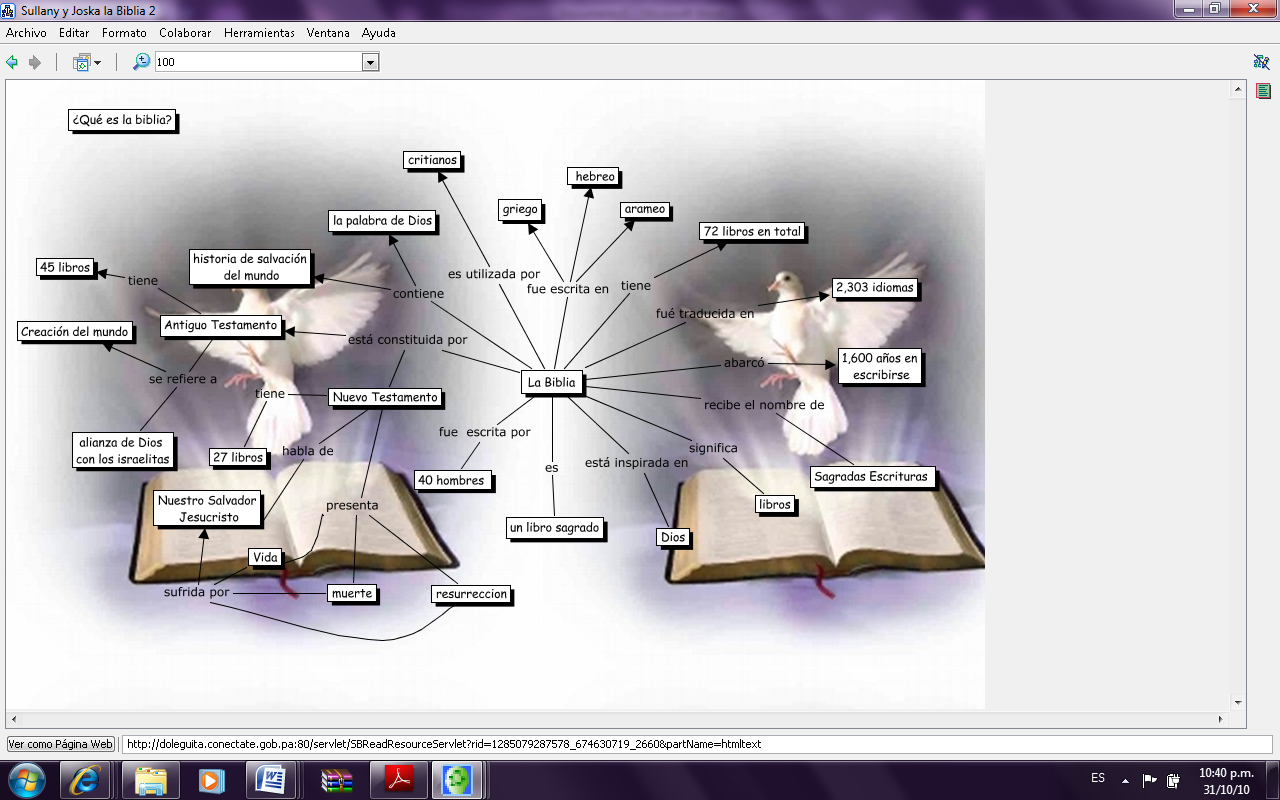 Sullany y Joska la Biblia 2
Archivo Editar Formato Colaborar Herramientas Ventana Ayuda
100
¿Qué es la biblia?
critianos
hebreo
griego
arameo
la palabra de Dios
72 libros en total
historia de salvación
del mundo
45 libros
tiene
es utilizada por
fue escrita en
tiene
2,303 idiomas
contiene
fué traducida en
Creación del mundo
Antiguo Testamento
está constituida por
abarcó
1,600 años en
escribirse
se refiere a
tiene
Nuevo Testamento
La Biblia
recibe el nombre de
alianza de Dios
con los israelitas
27 libros
habla de
fue escrita por
significa
40 hombres
es
está inspirada en
Sagradas Escrituras
Nuestro Salvador
Jesucristo
presenta
libros
un libro sagrado
Dios
Vida
sufrida por
muerte
resurreccion
Ver como Página Web
http://doleguita.conectate.gob.pa:80/servlet/SBReadResourceServlet?rid=1285079287578_674630719_2660&partName=htmltext
ES
10:40 p.m.
31/10/10